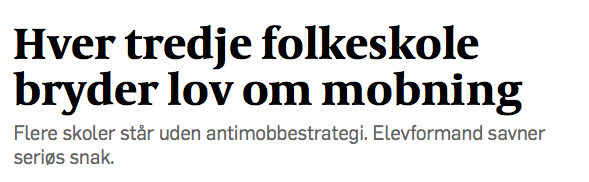 Hver tredje folkeskole
bryder lov om mobning
Flere skoler står uden antimobbestrategi. Elevformand savner
seriøs snak.